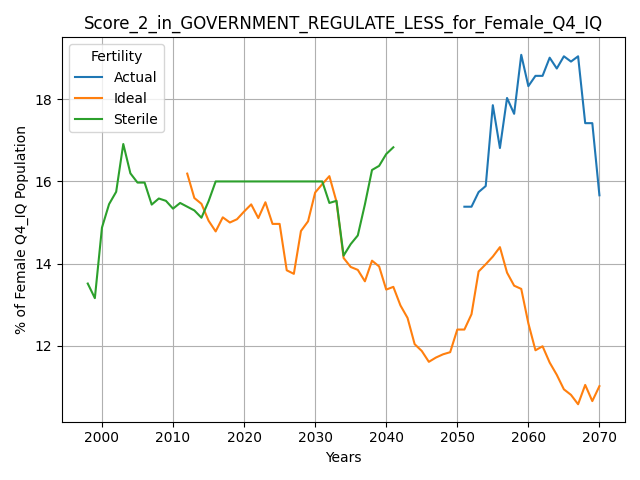 Score_2_in_GOVERNMENT_REGULATE_LESS_for_Female_Q4_IQ
Fertility
Actual
Ideal
Sterile
% of Female Q4_IQ Population
18
16
14
12
2000 2010 2020 2030 2040 2050 2060 2070
Years